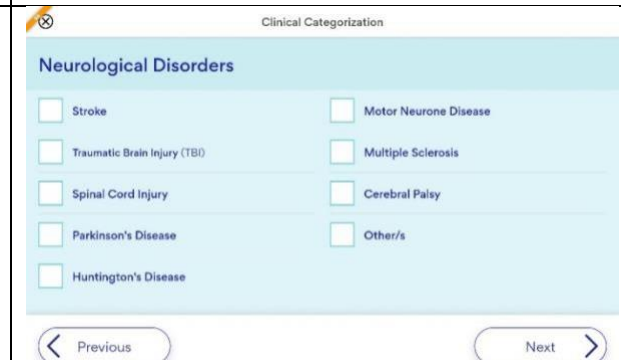 Clinical Categorization
Neurological Disorders
Stroke
Traumatic Brain Injury (TBI)
Spinal Cord Injury
Parkinson's Disease
Huntington's Disease
Motor Neurone Disease
Multiple Sclerosis
Cerebral Palsy
Other/s
Previous
Next